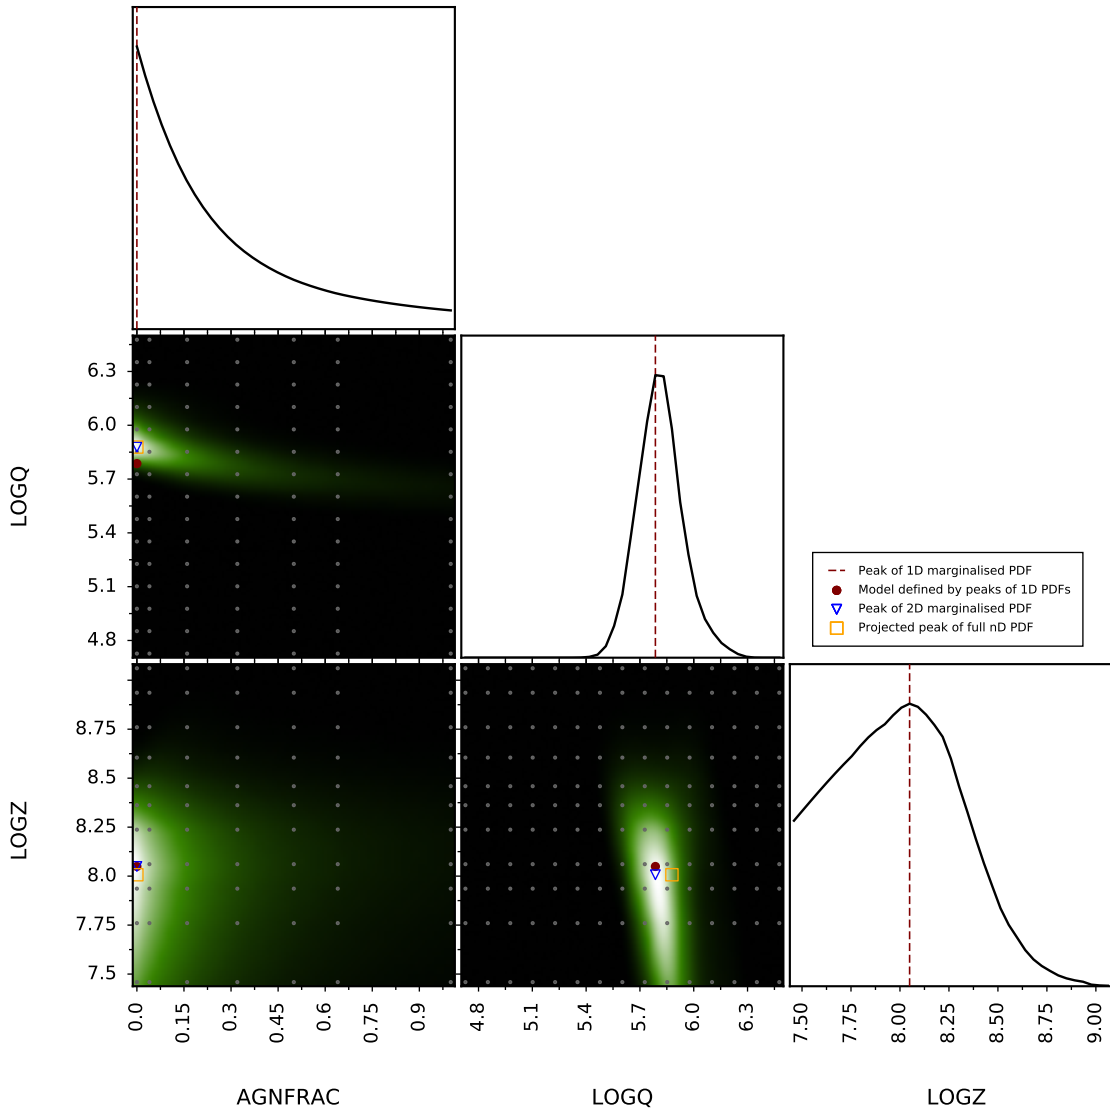 LOGQ
6.3
6.0
5.7
5.4
5.1
4.8
Peak of 1D marginalised PDF
Model defined by peaks of 1D PDFs
Peak of 2D marginalised PDF
Projected peak of full nD PDF
LOGZ
8.75
8.5
8.25
8.0
7.75
7.5
0.0 0.15 0.3 0.45 0.6 0.75 0.9
4.8 5.1 5.4 5.7 6.0 6.3
7.50 7.75 8.00 8.25 8.50 8.75 9.00
AGNFRAC LOGQ LOGZ